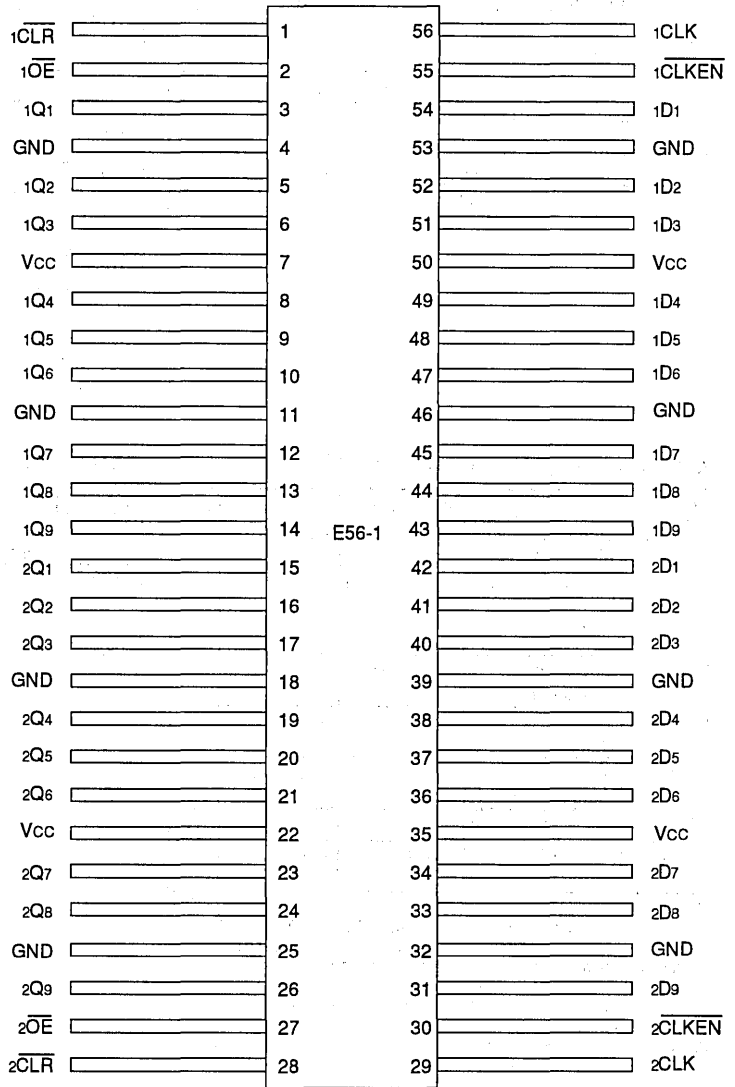 1CLR 1 56 1CLK
1OE 2 55 1CLKEN
1Q1 3 54 1D1
GND 4 53 GND
1Q2 5 52 1D2
1Q3 6 51 1D3
Vcc 7 50 Vcc
1Q4 8 49 1D4
1Q5 9 48 1D5
1Q6 10 47 1D6
GND 11 46 GND
1Q7 12 45 1D7
1Q8 13 44 1D8
1Q9 14 E56-1 43 1D9
2Q1 15 42 2D1
2Q2 16 41 2D2
2Q3 17 40 2D3
GND 18 39 GND
2Q4 19 38 2D4
2Q5 20 37 2D5
2Q6 21 36 2D6
Vcc 22 35 Vcc
2Q7 23 34 2D7
2Q8 24 33 2D8
GND 25 32 GND
2Q9 26 31 2D9
2OE 27 30 2CLKEN
2CLR 28 29 2CLK